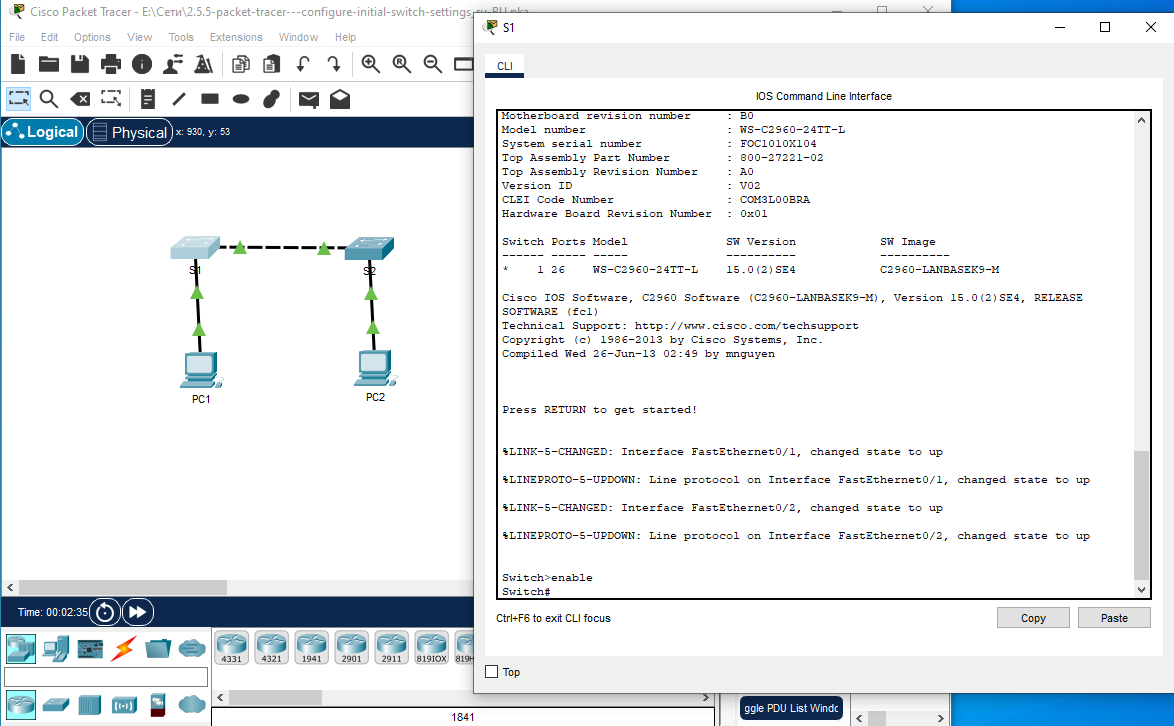 Cisco Packet Tracer - E:\Сети\2.5.5-packet-tracer---configure-initial-switch-settings_ru-RU.pka
File Edit Options View Tools Extensions Window Help
Logical Physical x: 930, y: 53
S1
S2
PC1
PC2
Time: 00:02:35
4331 4321 1941 2901 2911 819IOX 819H
1841
S1
CLI
IOS Command Line Interface
Motherboard revision number : B0
Model number : WS-C2960-24TT-L
System serial number : FOC1010X104
Top Assembly Part Number : 800-27221-02
Top Assembly Revision Number : A0
Version ID : V02
CLEI Code Number : COM3L00BRA
Hardware Board Revision Number : 0x01
Switch Ports Model SW Version SW Image
------ ----- ----- ---------- ----------
* 1 26 WS-C2960-24TT-L 15.0(2)SE4 C2960-LANBASEK9-M
Cisco IOS Software, C2960 Software (C2960-LANBASEK9-M), Version 15.0(2)SE4, RELEASE
SOFTWARE (fc1)
Technical Support: http://www.cisco.com/techsupport
Copyright (c) 1986-2013 by Cisco Systems, Inc.
Compiled Wed 26-Jun-13 02:49 by mnguyen
Press RETURN to get started!
%LINK-5-CHANGED: Interface FastEthernet0/1, changed state to up
%LINEPROTO-5-UPDOWN: Line protocol on Interface FastEthernet0/1, changed state to up
%LINK-5-CHANGED: Interface FastEthernet0/2, changed state to up
%LINEPROTO-5-UPDOWN: Line protocol on Interface FastEthernet0/2, changed state to up
Switch>enable
Switch#
Ctrl+F6 to exit CLI focus
Copy Paste
Top
ggle PDU List Windo